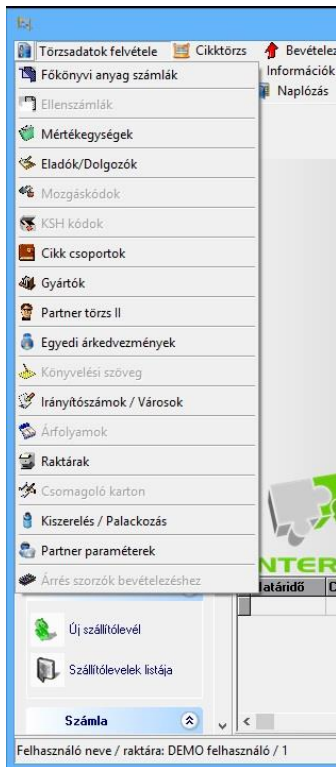 Törzsadatok felvétele Cikktörzs
Információk
Naplózás
Főkönyvi anyag számlák
Ellenszámlák
Mértékegységek
Eladók/Dolgozók
Mozgáskódok
KSH kódok
Cikk csoportok
Gyártók
Partner törzs II
Egyedi árkedvezmények
Könyvelési szöveg
Irányítószámok / Városok
Árfolyamok
Raktárak
Csomagoló karton
Kiszerelés / Palackozás
Partner paraméterek
Árrés szorzók bevételezéshez
Új szállítólevél
Szállítólevelek listája
Számla
Felhasználó neve / raktára: DEMO felhasználó / 1